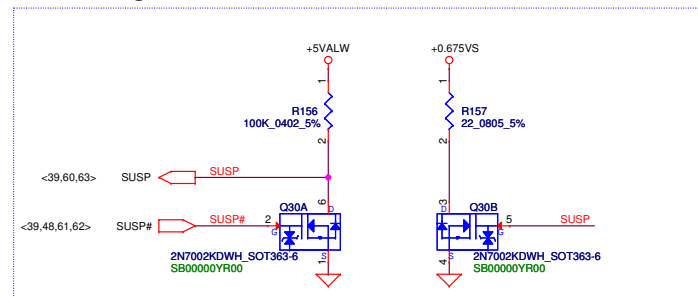 +5VALW
+0.675VS
1
1
R156
100K_0402_5%
R157
22_0805_5%
2
2
<39,60,63>
SUSP
SUSP
6
3
D
D
Q30A
Q30B
<39,48,61,62>
SUSP#
SUSP#
2
5
SUSP
G
G
S
S
1
4
2N7002KDWH_SOT363-6
SB00000YR00
2N7002KDWH_SOT363-6
SB00000YR00